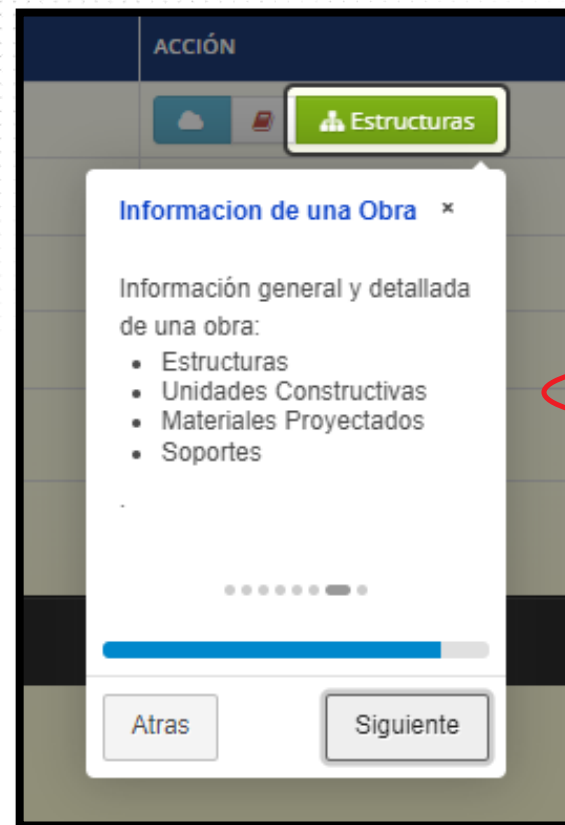 ACCIÓN
Estructuras
Informacion de una Obra ×
Información general y detallada
de una obra:
• Estructuras
• Unidades Constructivas
• Materiales Proyectados
• Soportes
.
Atras
Siguiente